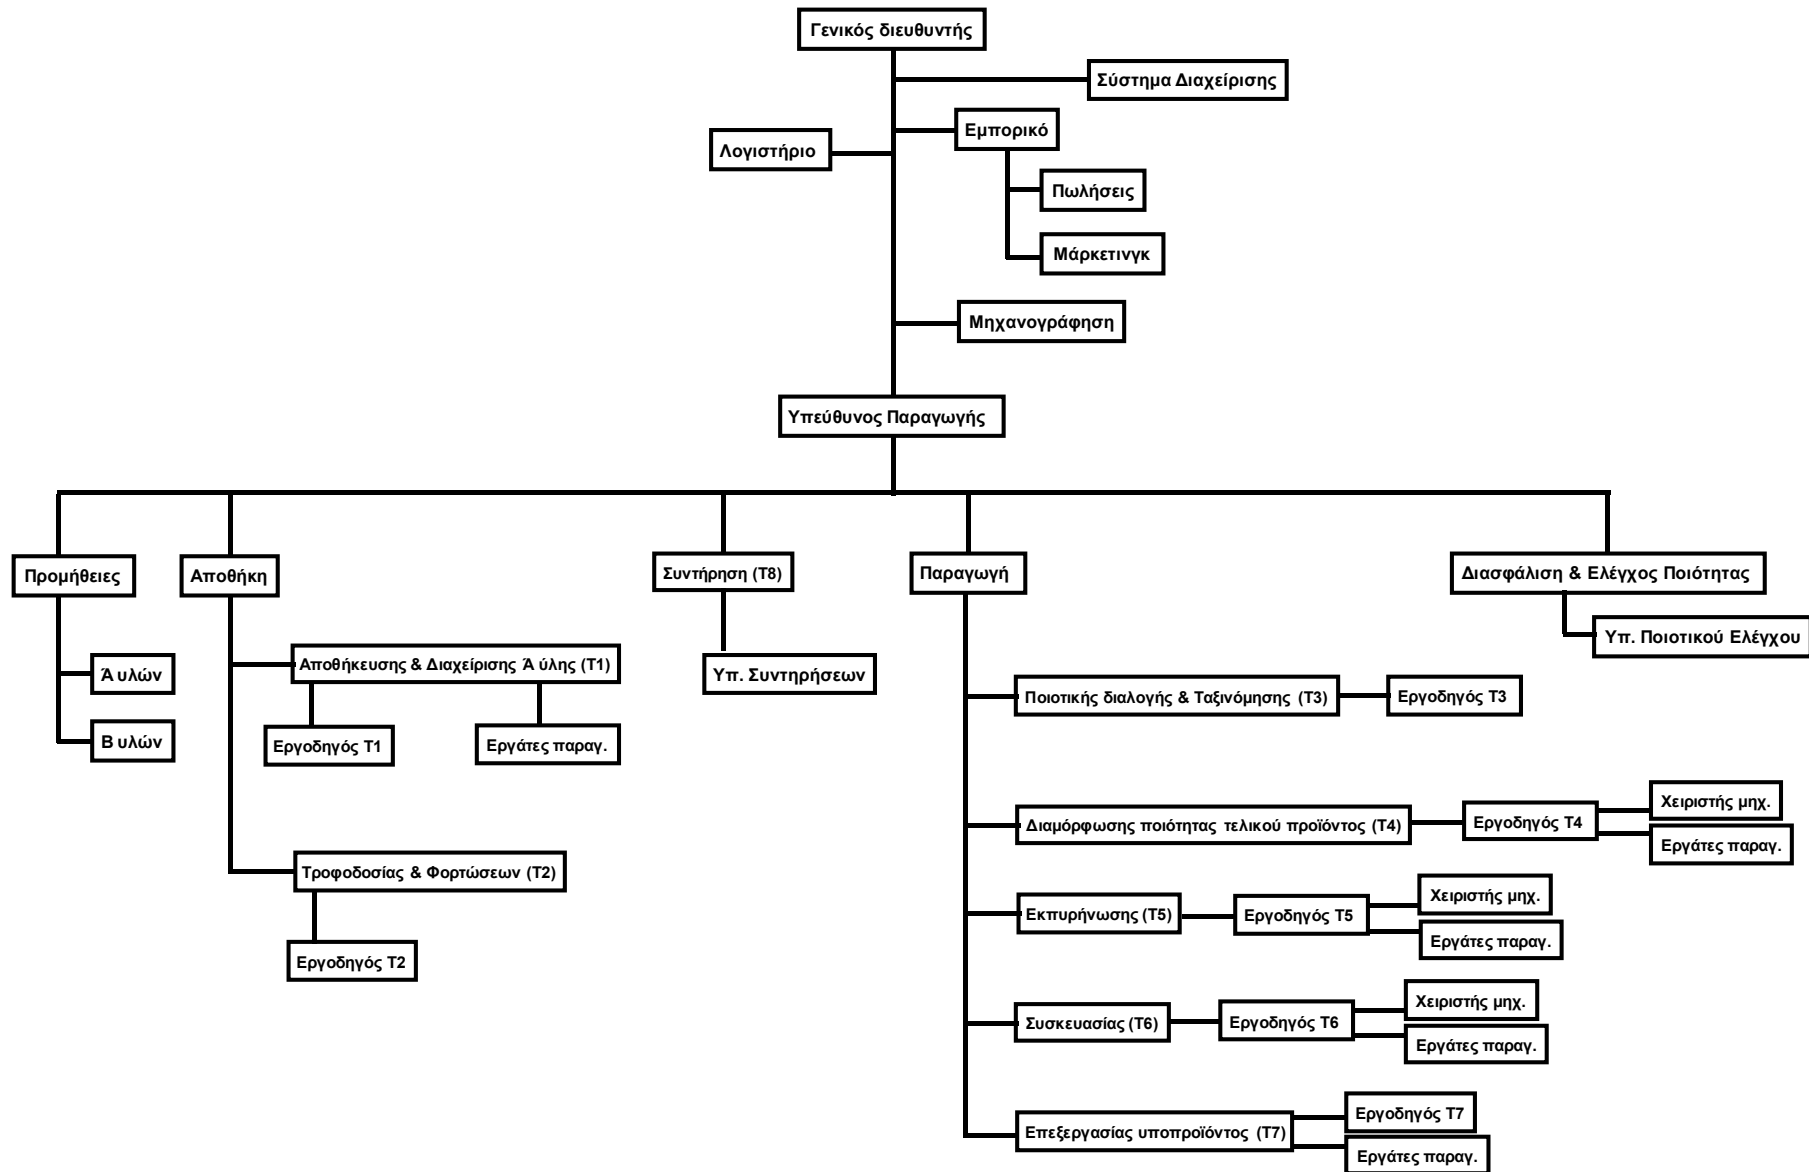 Γενικός διευθυντής
Σύστημα Διαχείρισης
Εμπορικό
Λογιστήριο
Πωλήσεις
Μάρκετινγκ
Μηχανογράφηση
Υπεύθυνος Παραγωγής
Προμήθειες
Αποθήκη
Συντήρηση (Τ8)
Παραγωγή
Διασφάλιση & Ελέγχος Ποιότητας
Υπ. Ποιοτικού Ελέγχου
Ά υλών
Β υλών
Αποθήκευσης & Διαχείρισης Ά ύλης (Τ1)
Εργοδηγός Τ1
Εργάτες παραγ.
Τροφοδοσίας & Φορτώσεων (Τ2)
Εργοδηγός Τ2
Υπ. Συντηρήσεων
Ποιοτικής διαλογής & Ταξινόμησης (Τ3)
Εργοδηγός Τ3
Διαμόρφωσης ποιότητας τελικού προϊόντος (Τ4)
Εργοδηγός Τ4
Χειριστής μηχ.
Εργάτες παραγ.
Εκπυρήνωσης (Τ5)
Εργοδηγός Τ5
Χειριστής μηχ.
Εργάτες παραγ.
Συσκευασίας (Τ6)
Εργοδηγός Τ6
Χειριστής μηχ.
Εργάτες παραγ.
Επεξεργασίας υποπροϊόντος (Τ7)
Εργοδηγός Τ7
Εργάτες παραγ.